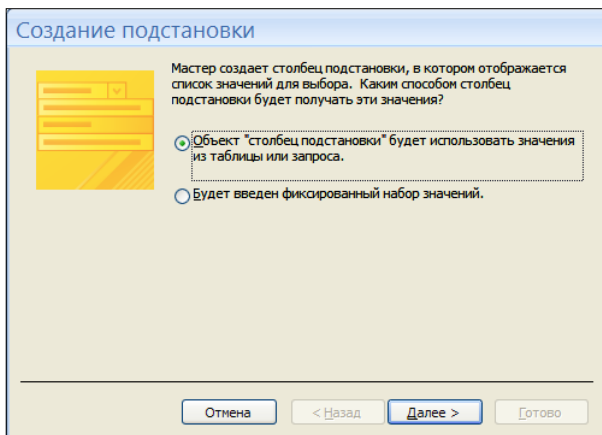 Создание подстановки
Мастер создает столбец подстановки, в котором отображается
список значений для выбора. Каким способом столбец
подстановки будет получать эти значения?
Объект "столбец подстановки" будет использовать значения
из таблицы или запроса.
Будет введен фиксированный набор значений.
Отмена
< Назад
Далее >
Готово